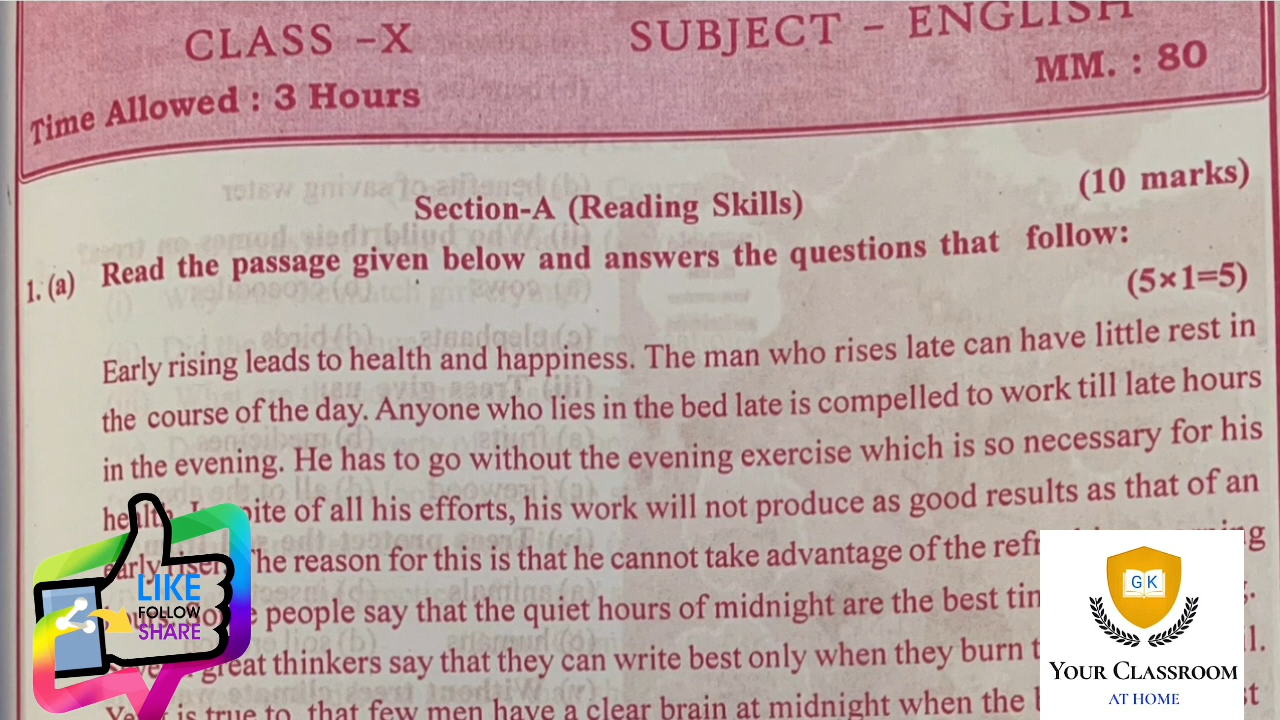 CLASS –X SUBJECT – ENGLISH
Time Allowed : 3 Hours MM. : 80
(10 marks)
Section-A (Reading Skills)
1. (a) Read the passage given below and answers the questions that follow:
(5×1=5)
Early rising leads to health and happiness. The man who rises late can have little rest in
the course of the day. Anyone who lies in the bed late is compelled to work till late hours
in the evening. He has to go without the evening exercise which is so necessary for his
health. of all his efforts, his work will not produce as good results as that of an
early The reason for this is that he cannot take advantage of the
people say that the quiet hours of midnight are the best
great thinkers say that they can write best only when they burn
is true to, that few men have a clear brain at midnight when the
LIKE
FOLLOW
SHARE
G K
YOUR CLASSROOM
AT HOME